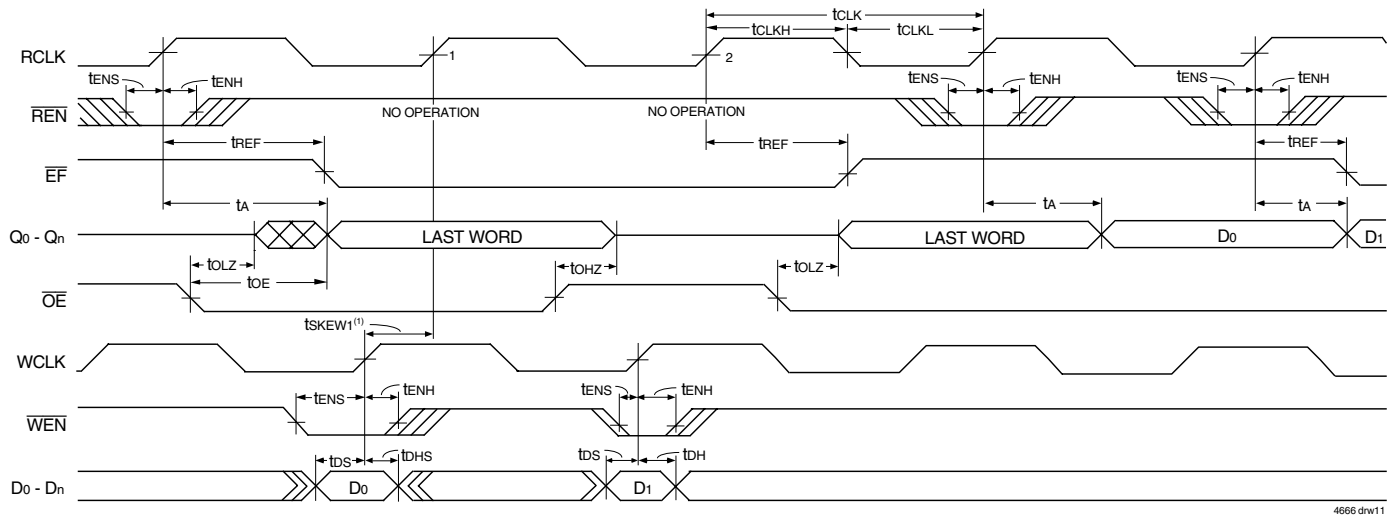 tCLK
tCLKH tCLKL
RCLK 1 2
tENS tENH tENS tENH tENS tENH
REN NO OPERATION NO OPERATION
tREF tREF tREF
EF
tA tA tA
Q0 - Qn LAST WORD LAST WORD D0 D1
tOLZ tOHZ tOLZ
tOE
OE
tSKEW1(1)
WCLK
tENS tENH tENS tENH
WEN
tDS tDHS tDS tDH
D0 - Dn D0 D1
4666 drw11